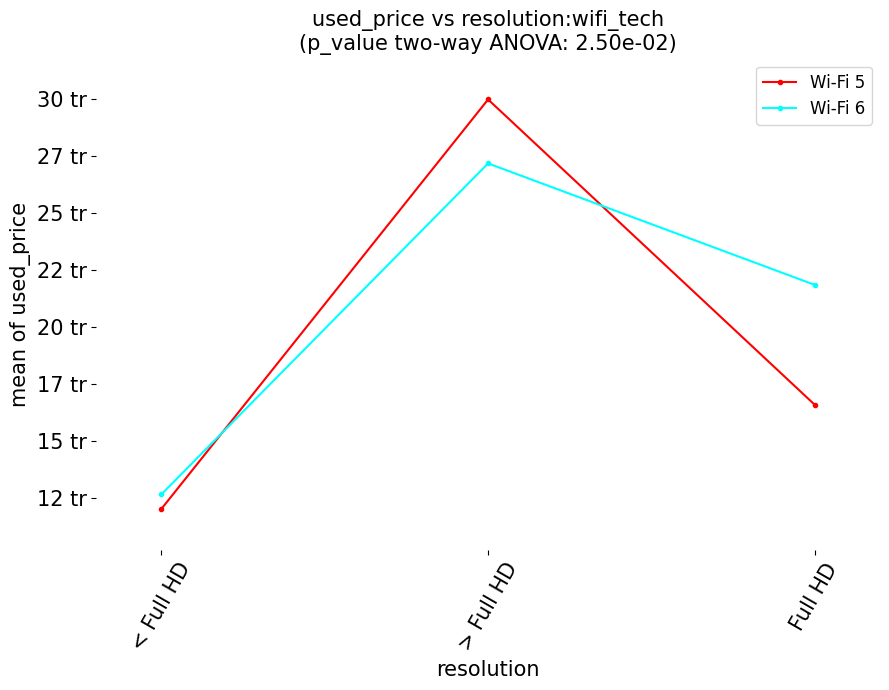 used_price vs resolution:wifi_tech
(p_value two-way ANOVA: 2.50e-02)
Wi-Fi 5
Wi-Fi 6
mean of used_price
30 tr
27 tr
25 tr
22 tr
20 tr
17 tr
15 tr
12 tr
< Full HD
> Full HD
Full HD
resolution